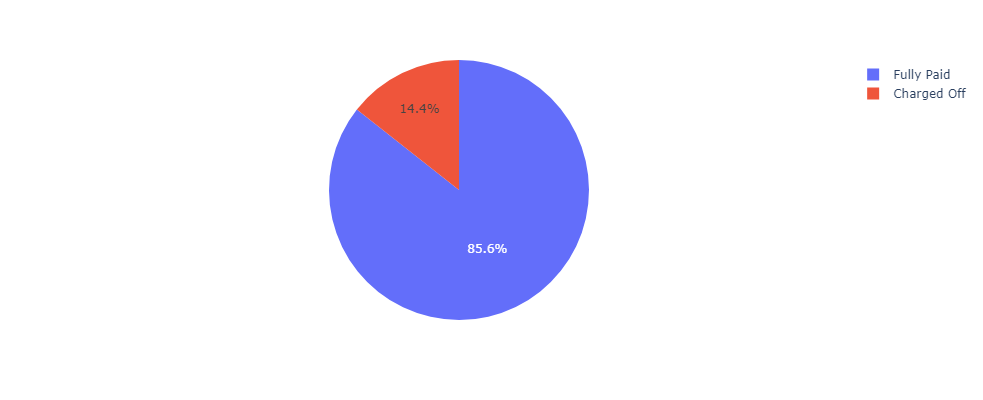 Fully Paid
Charged Off
14.4%
85.6%